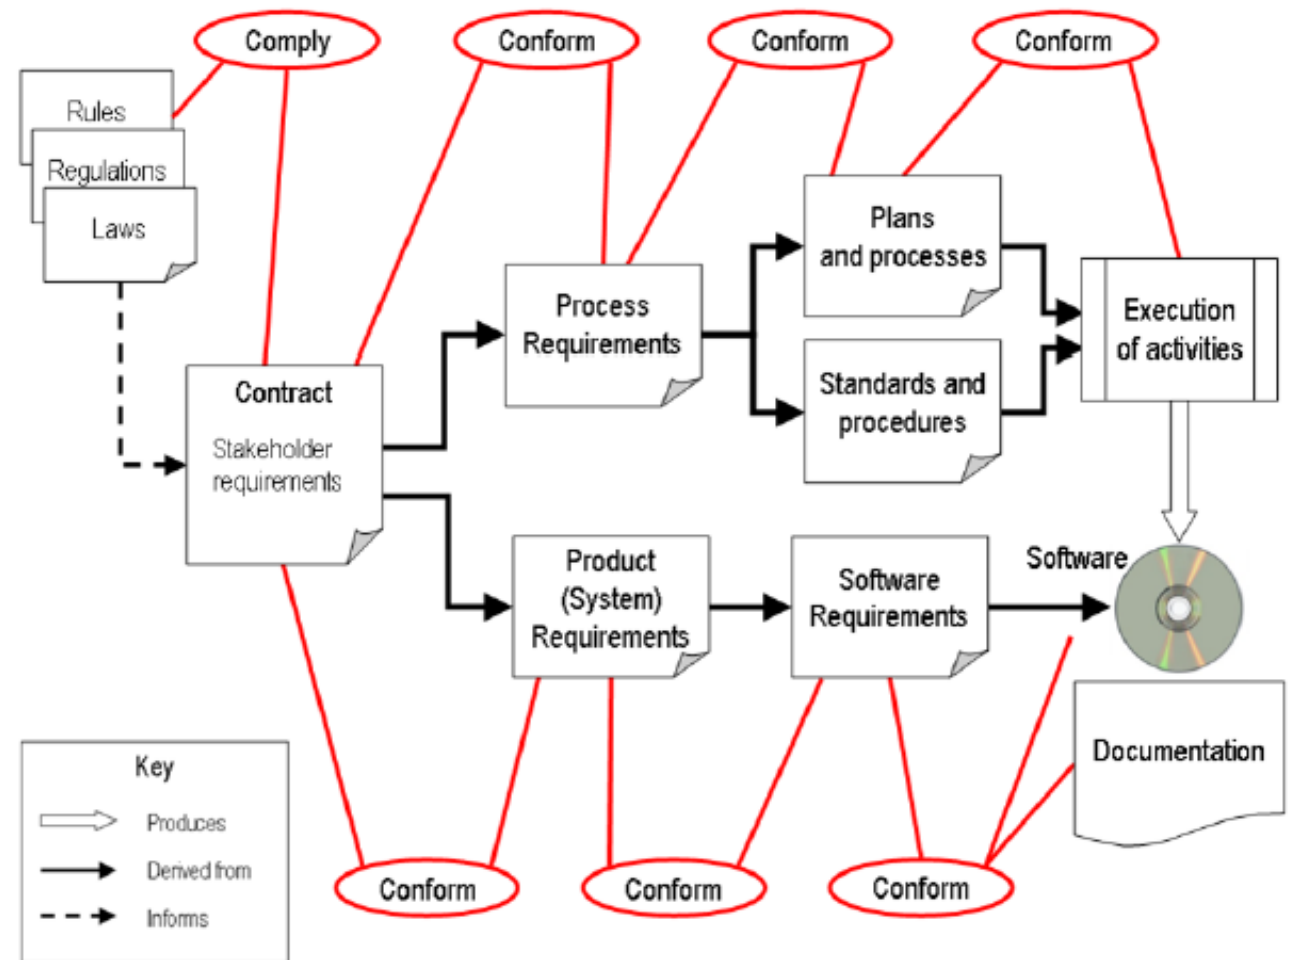 Comply
Conform
Conform
Conform
Rules
Regulations
Laws
Plans
and processes
Process
Requirements
Execution
of activities
Contract
Stakeholder
requirements
Standards and
procedures
Product
(System)
Requirements
Software
Requirements
Software
Documentation
Key
Produces
Derived from
Informs
Conform
Conform
Conform